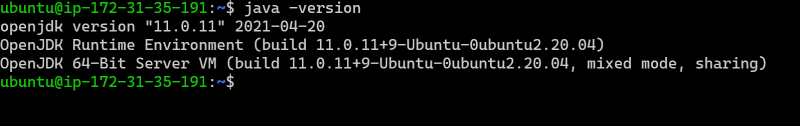 ubuntu@ip-172-31-35-191:~$ java -version
openjdk version "11.0.11" 2021-04-20
OpenJDK Runtime Environment (build 11.0.11+9-Ubuntu-0ubuntu2.20.04)
OpenJDK 64-Bit Server VM (build 11.0.11+9-Ubuntu-0ubuntu2.20.04, mixed mode, sharing)
ubuntu@ip-172-31-35-191:~$